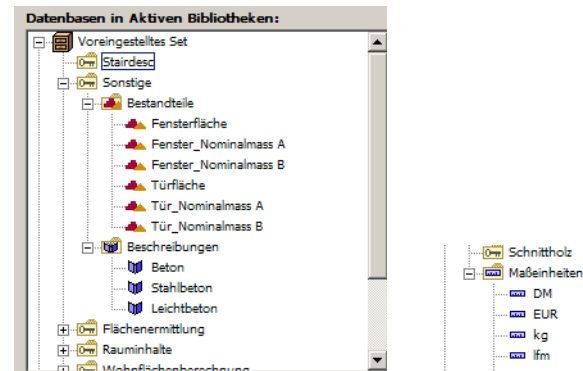 Datenbasen in Aktiven Bibliotheken:
Voreingestelltes Set
Stairdesc
Sonstige
Bestandteile
Fensterfläche
Fenster_Nominalmass A
Fenster_Nominalmass B
Türfläche
Tür_Nominalmass A
Tür_Nominalmass B
Beschreibungen
Beton
Stahlbeton
Leichtbeton
Flächenermittlung
Rauminhalte
Wohnflächenberechnung
Schnittholz
Maßeinheiten
DM
EUR
kg
lfm